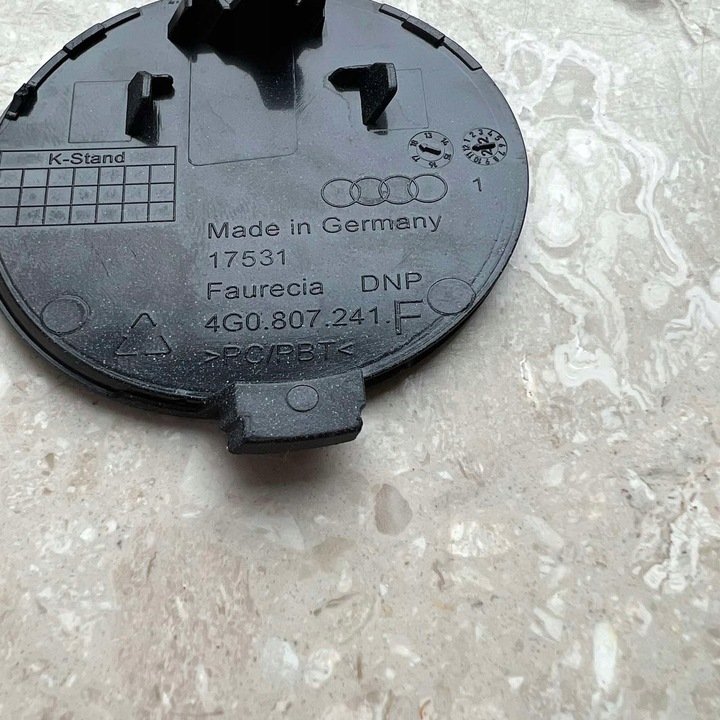 K-Stand
1
Made in Germany
17531
Faurecia DNP
4G0.807.241.F
>PC/PBT<